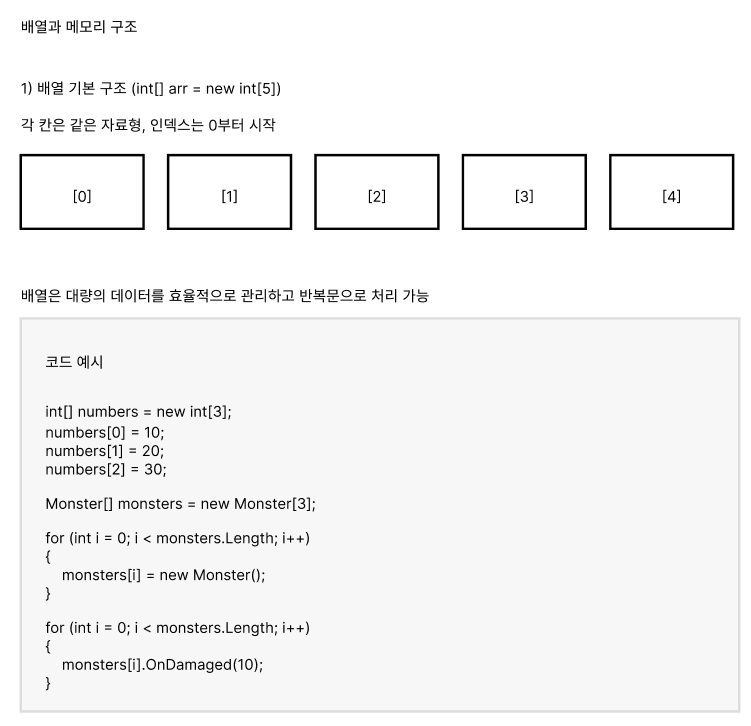 배열과 메모리 구조
1) 배열 기본 구조 (int[] arr = new int[5])
각 칸은 같은 자료형, 인덱스는 0부터 시작
[0] [1] [2] [3] [4]
배열은 대량의 데이터를 효율적으로 관리하고 반복문으로 처리 가능
코드 예시
int[] numbers = new int[3];
numbers[0] = 10;
numbers[1] = 20;
numbers[2] = 30;
Monster[] monsters = new Monster[3];
for (int i = 0; i < monsters.Length; i++)
{
    monsters[i] = new Monster();
}
for (int i = 0; i < monsters.Length; i++)
{
    monsters[i].OnDamaged(10);
}